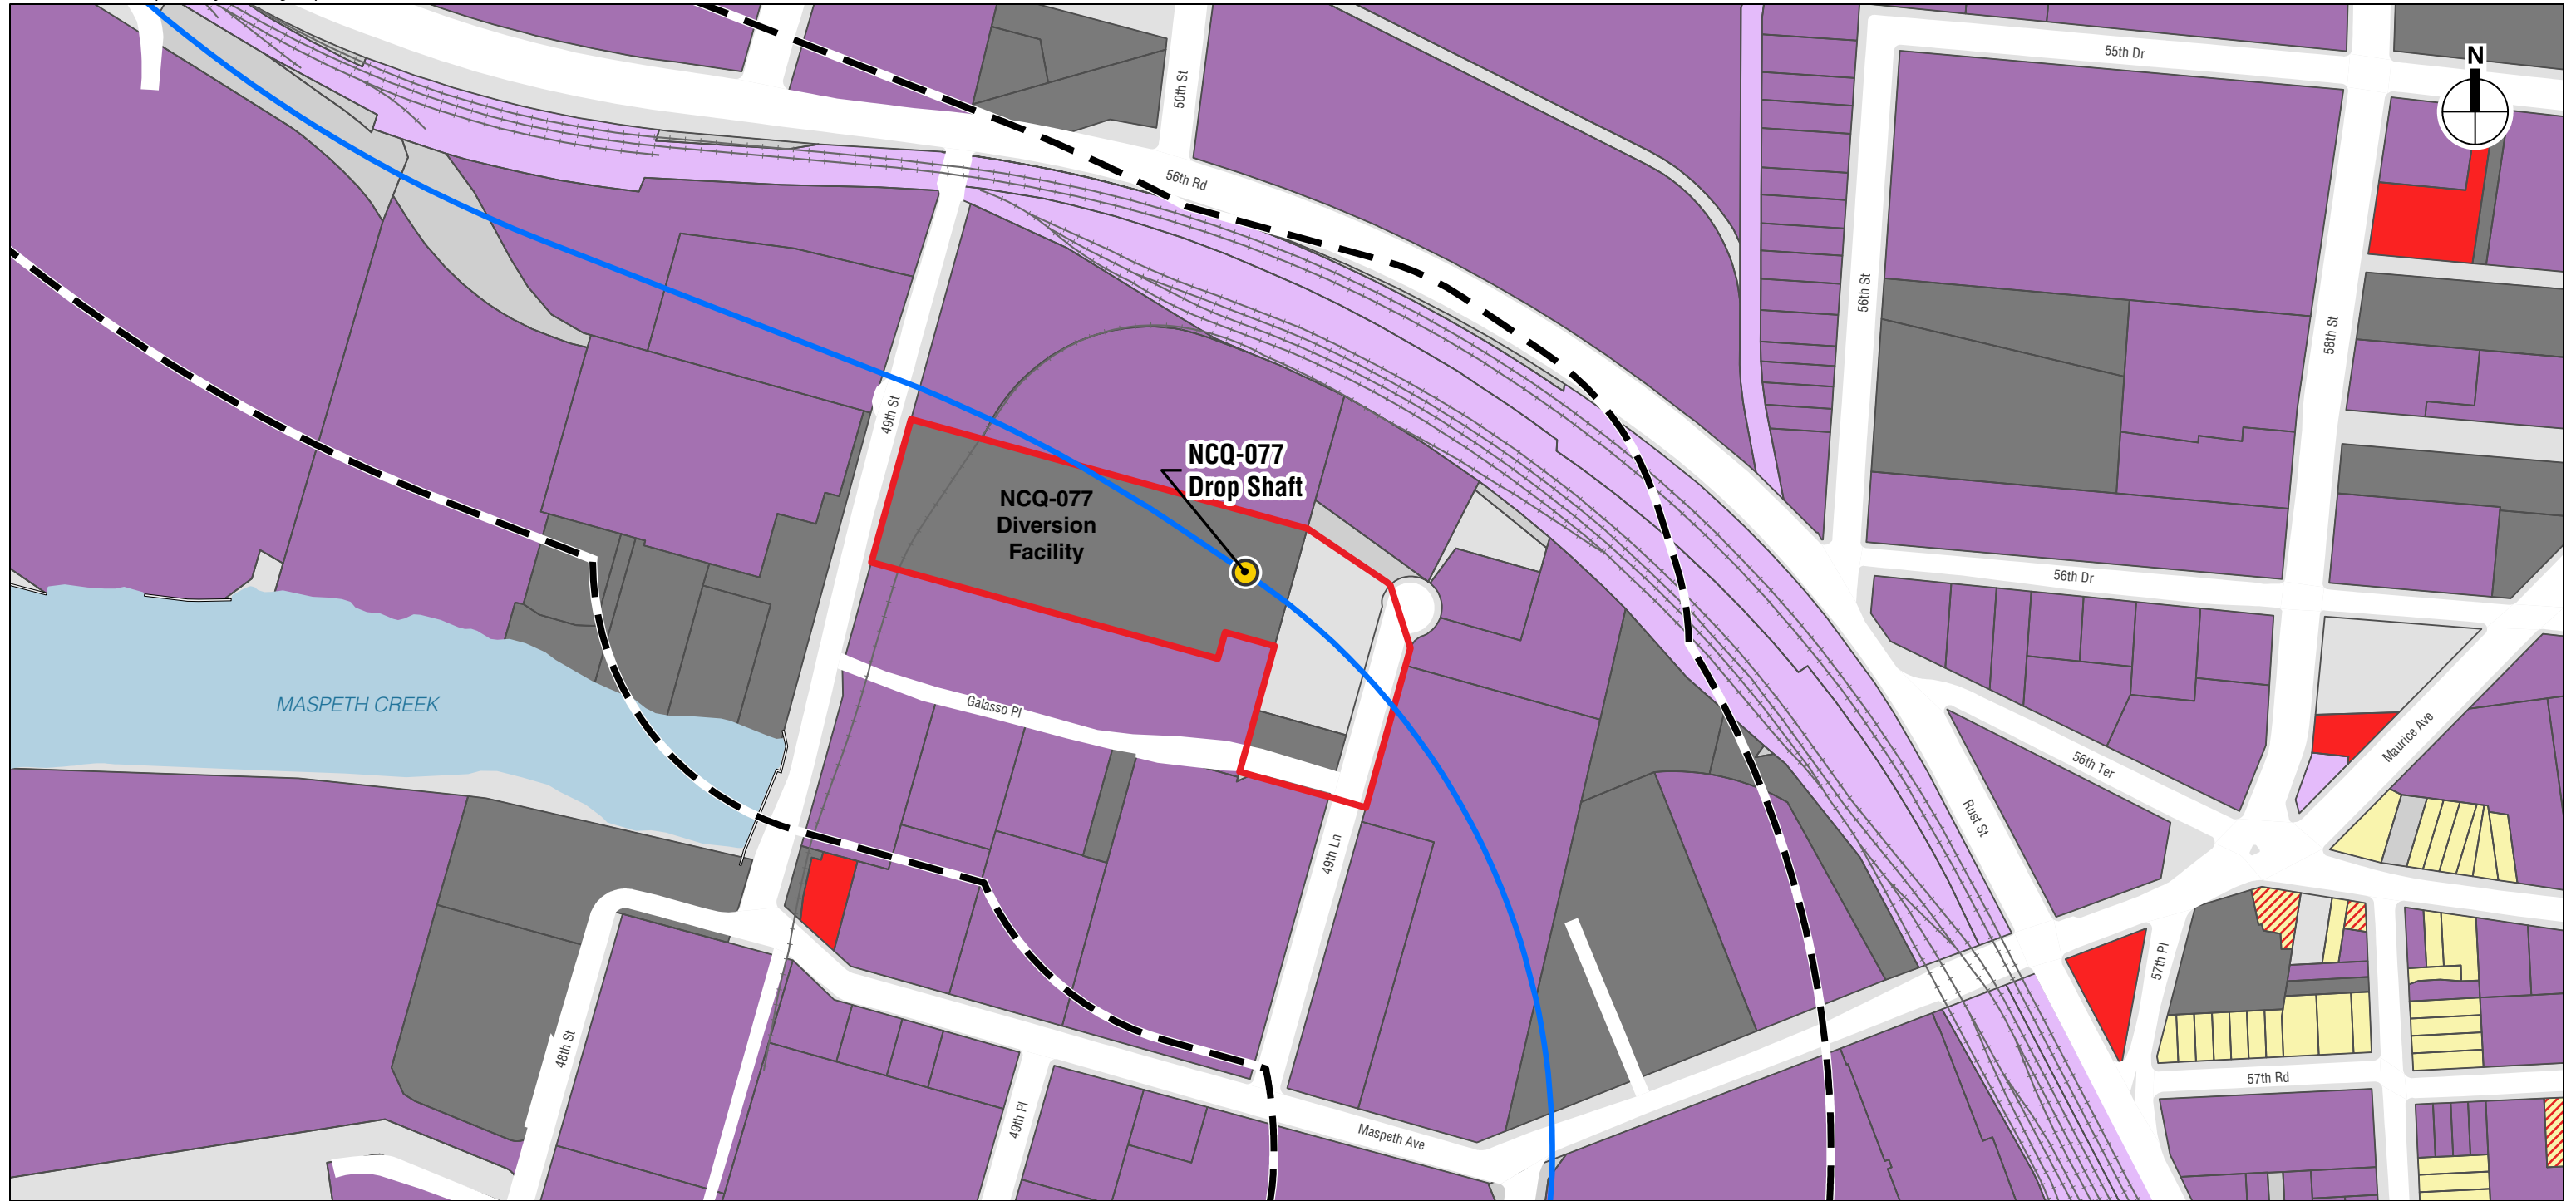 55th Dr
N
50th St
56th Rd
56th St
58th St
49th St
NCQ-077
Drop Shaft
NCQ-077
Diversion
Facility
56th Dr
MASPETH CREEK
Galasso Pl
Maurice Ave
56th Ter
Rust St
49th Ln
57th Pl
48th St
57th Rd
49th Pl
Maspeth Ave